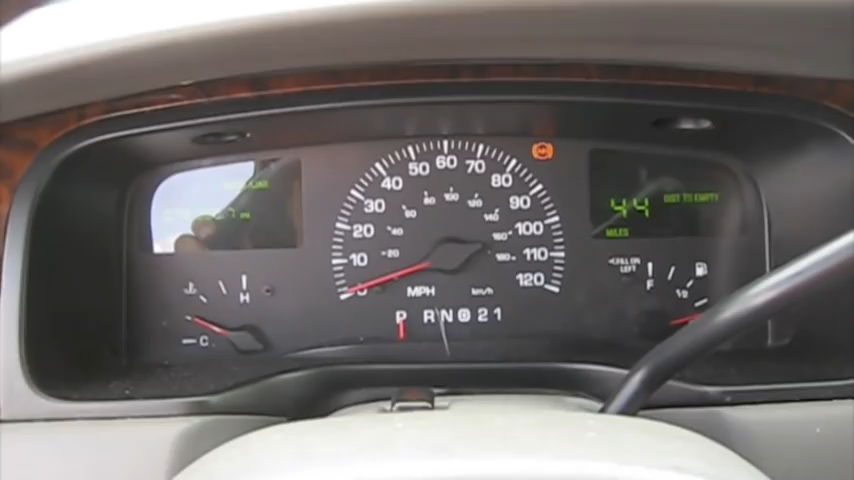 10 20 30 40 50 60 70 80 90 100 110 120
20 40 60 80 100 120 140 160 180
MPH km/h
P R N D 2 1
H
C
44 DIST TO EMPTY
MILES
FILL ON
LEFT
F
1/2